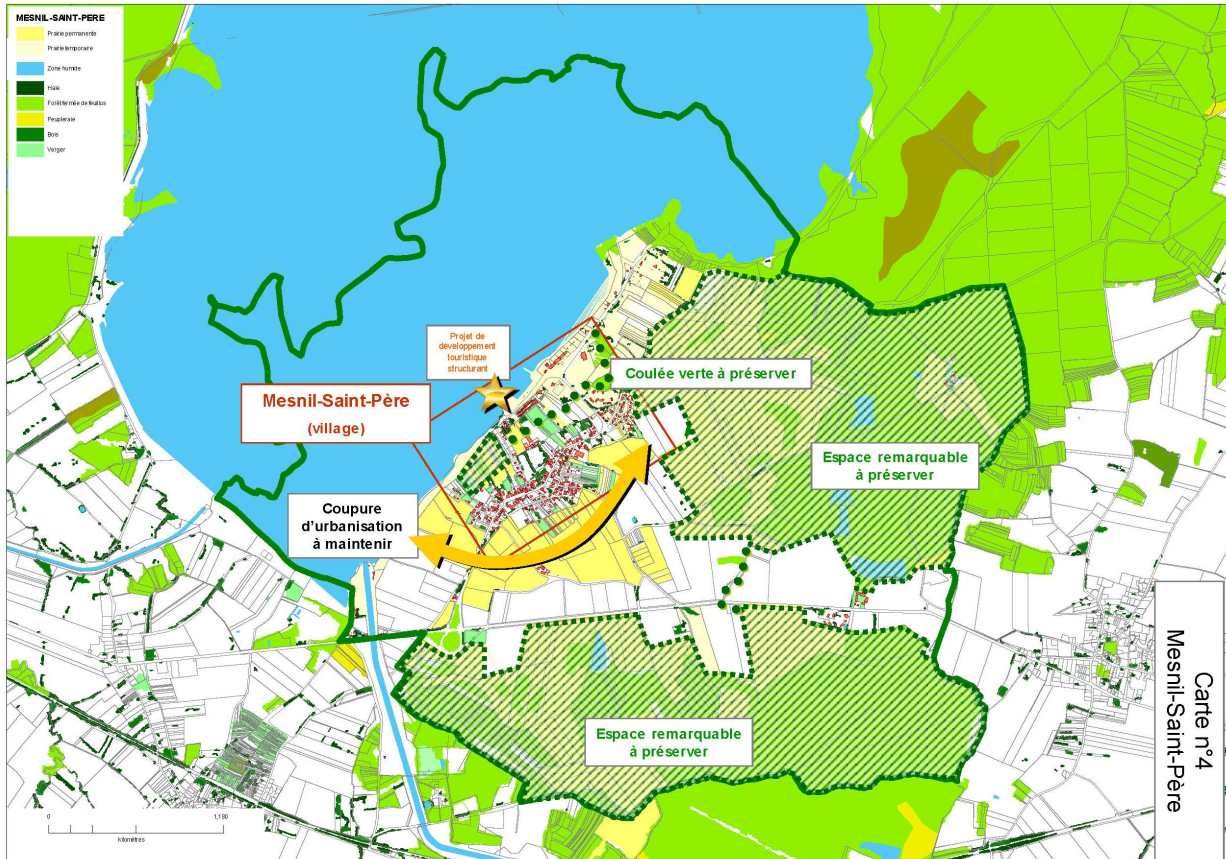 MESNIL-SAINT-PERE
Prairie permanente
Prairie temporaire
Zone humide
Haie
Forêt fermée de feuillus
Peupleraie
Bois
Verger
Projet de
développement
touristique
structurant
Mesnil-Saint-Père
(village)
Coulée verte à préserver
Espace remarquable
à préserver
Coupure
d'urbanisation
à maintenir
Espace remarquable
à préserver
Carte n°4
Mesnil-Saint-Père
0
1,180
kilomètres